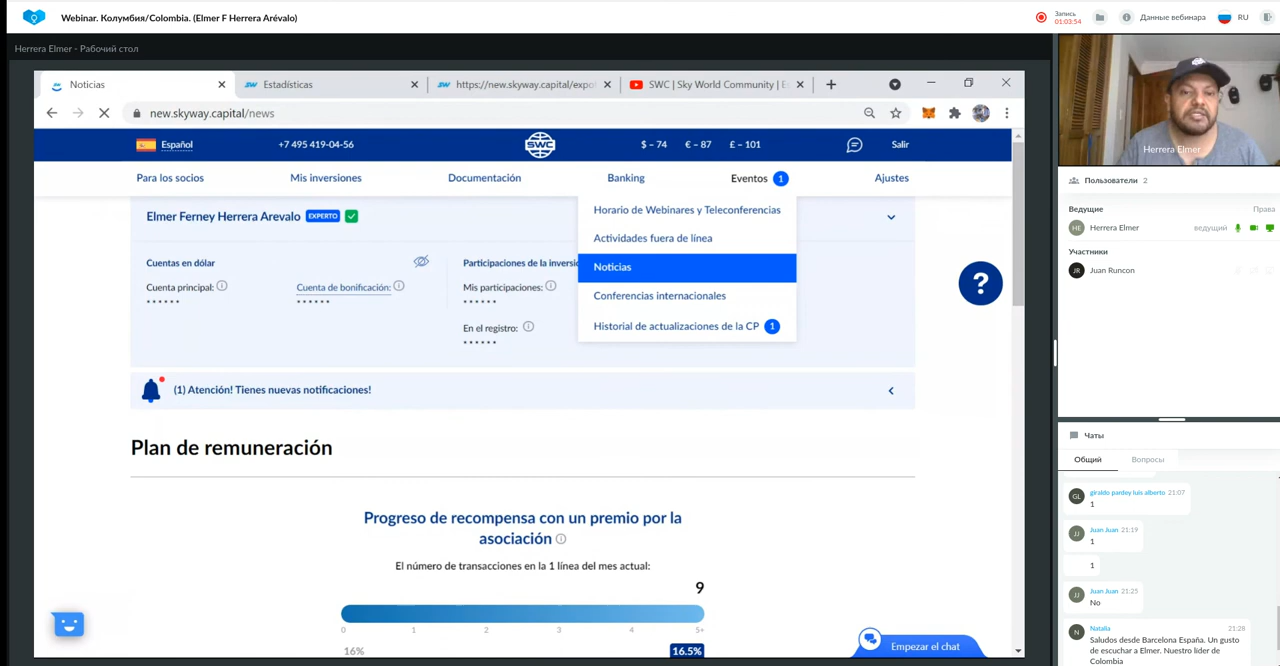 Webinar. Колумбия/Colombia. (Elmer F Herrera Arévalo)
Запись
01:03:54
Данные вебинара
RU
Herrera Elmer - Рабочий стол
Noticias
Estadísticas
https://new.skyway.capital/expo
SWC | Sky World Community | E
new.skyway.capital/news
Español
+7 495 419-04-56
SWC
$ – 74
€ – 87
£ – 101
Salir
Para los socios
Mis inversiones
Documentación
Banking
Eventos 1
Ajustes
Elmer Ferney Herrera Arevalo EXPERTO
Horario de Webinares y Teleconferencias
Actividades fuera de línea
Noticias
Conferencias internacionales
Historial de actualizaciones de la CP 1
Cuentas en dólar
Cuenta principal:
******
Cuenta de bonificación:
******
Participaciones de la inversió
Mis participaciones:
******
En el registro:
******
?
(1) Atención! Tienes nuevas notificaciones!
Plan de remuneración
Progreso de recompensa con un premio por la
asociación
El número de transacciones en la 1 línea del mes actual:
9
0 1 2 3 4 5+
16%
16.5%
Empezar el chat
Herrera Elmer
Пользователи 2
Ведущие
Права
HE Herrera Elmer
ведущий
Участники
JR Juan Runcon
Чаты
Общий
Вопросы
GL giraldo pardey luis alberto 21:07
1
JJ Juan Juan 21:19
1
1
JJ Juan Juan 21:25
No
N Natalia 21:28
Saludos desde Barcelona España. Un gusto
de escuchar a Elmer. Nuestro líder de
Colombia